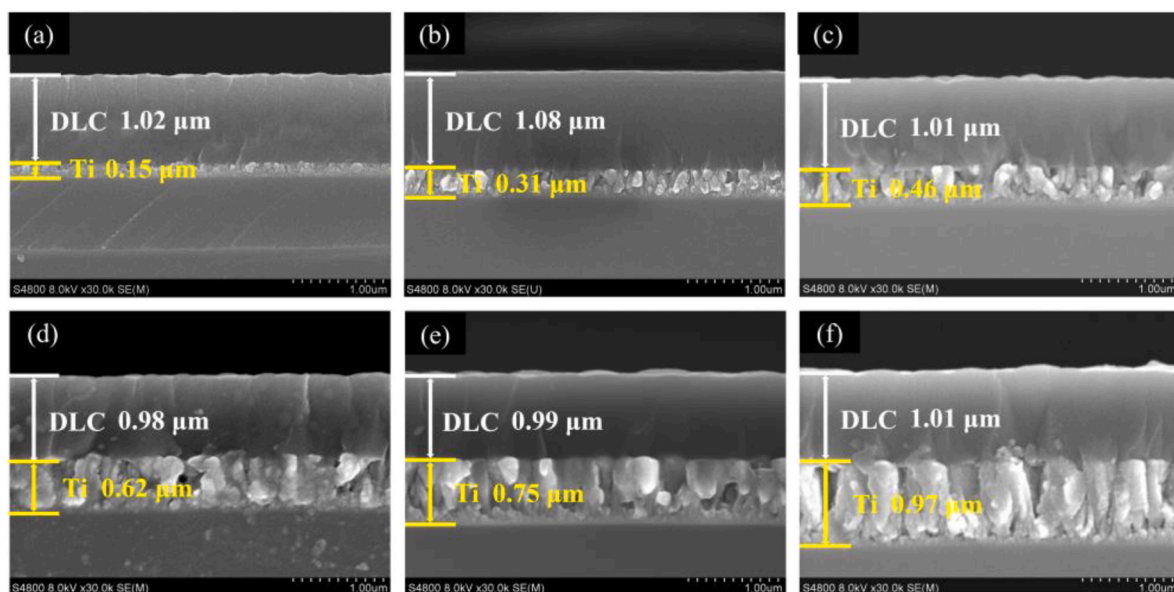 (a)
DLC 1.02 μm
Ti 0.15 μm
S4800 8.0kV x30.0k SE(M)
1.00um
(b)
DLC 1.08 μm
Ti 0.31 μm
S4800 8.0kV x30.0k SE(U)
1.00um
(c)
DLC 1.01 μm
Ti 0.46 μm
S4800 8.0kV x30.0k SE(M)
1.00um
(d)
DLC 0.98 μm
Ti 0.62 μm
S4800 8.0kV x30.0k SE(M)
1.00um
(e)
DLC 0.99 μm
Ti 0.75 μm
S4800 8.0kV x30.0k SE(M)
1.00um
(f)
DLC 1.01 μm
Ti 0.97 μm
S4800 8.0kV x30.0k SE(M)
1.00um